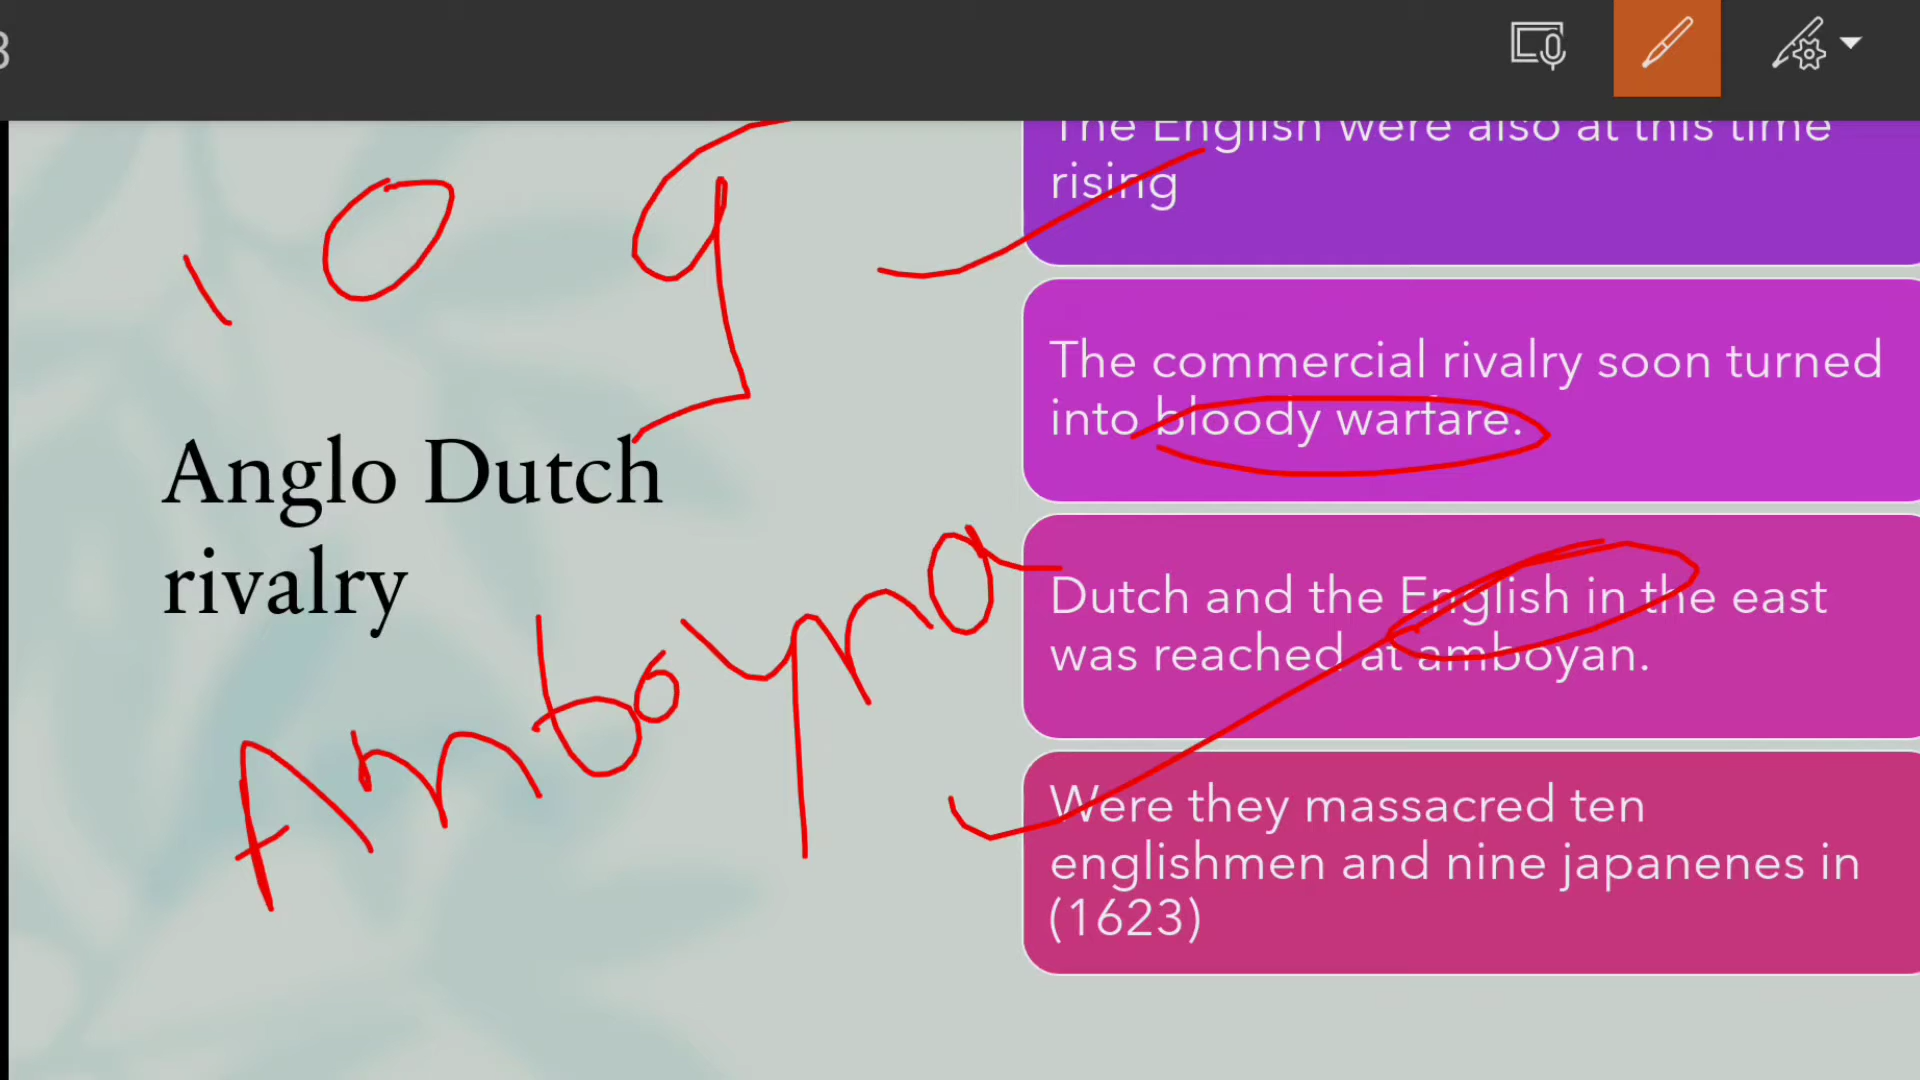 3
10 9
Anglo Dutch
rivalry
Amboyna
The English were also at this time
rising
The commercial rivalry soon turned
into bloody warfare.
Dutch and the English in the east
was reached at amboyan.
Were they massacred ten
englishmen and nine japanenes in
(1623)